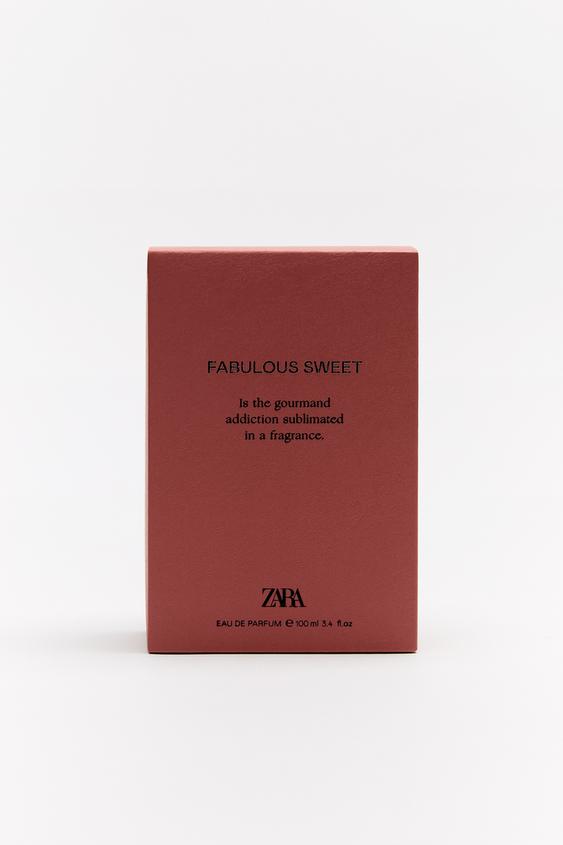 FABULOUS SWEET
Is the gourmand
addiction sublimated
in a fragrance.
ZARA
EAU DE PARFUM ℮ 100 ml 3.4 fl.oz